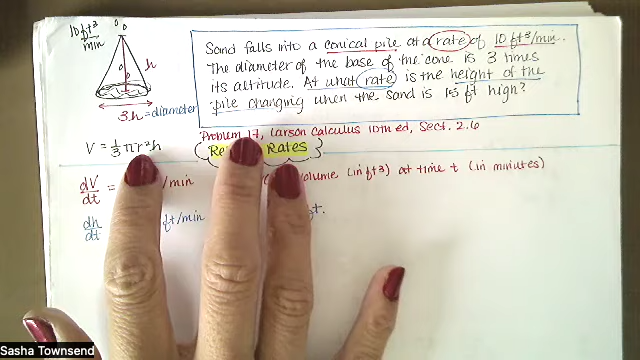 10 ft³/min
h
3h = diameter
Sand falls into a conical pile at a rate of 10 ft³/min.
The diameter of the base of the cone is 3 times
its altitude. At what rate is the height of the
pile changing when the sand is 15 ft high?
Problem 17, Larson Calculus 10th ed, Sect. 2.6
V = 1/3 πr²h
Rates
dV/dt = /min volume (in ft³) at time t (in minutes)
dh/dt ft/min t.
Sasha Townsend